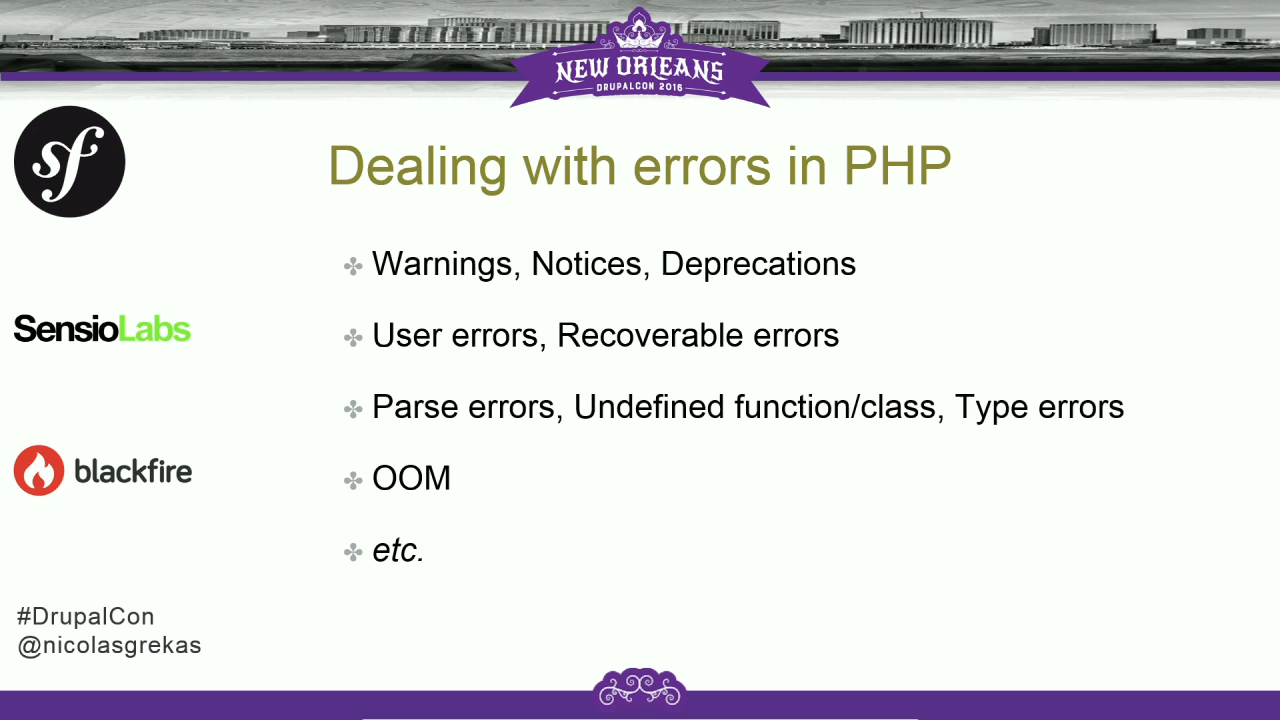 NEW ORLEANS
DRUPALCON 2016
sf
Dealing with errors in PHP
Warnings, Notices, Deprecations
SensioLabs
User errors, Recoverable errors
Parse errors, Undefined function/class, Type errors
blackfire
OOM
etc.
#DrupalCon
@nicolasgrekas